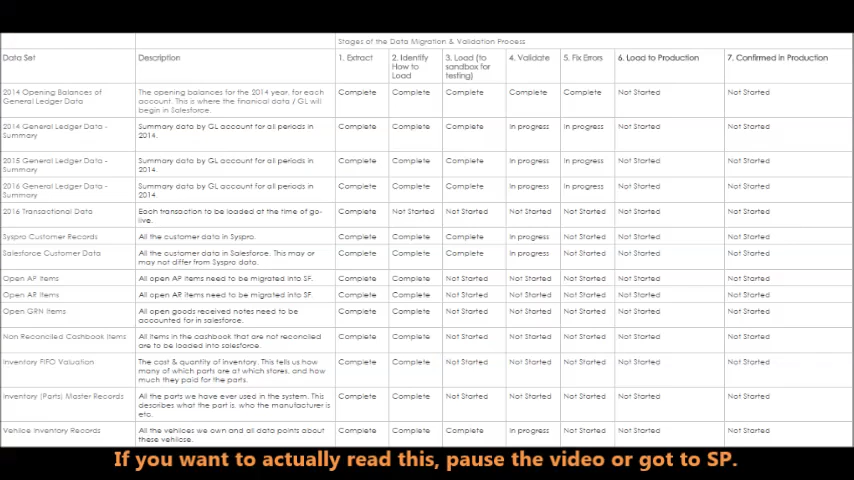 Stages of the Data Migration & Validation Process
Data Set Description 1. Extract 2. Identify How to Load 3. Load (to sandbox for testing) 4. Validate 5. Fix Errors 6. Load to Production 7. Confirmed in Production
2014 Opening Balances of General Ledger Data The opening balances for the 2014 year, for each account. This is where the finanical data / GL will begin in Salesforce. Complete Complete Complete Complete Complete Not Started Not Started
2014 General Ledger Data - Summary Summary data by GL account for all periods in 2014. Complete Complete Complete In progress In progress Not Started Not Started
2015 General Ledger Data - Summary Summary data by GL account for all periods in 2014. Complete Complete Complete In progress In progress Not Started Not Started
2016 General Ledger Data - Summary Summary data by GL account for all periods in 2014. Complete Complete Complete In progress In progress Not Started Not Started
2016 Transactional Data Each transaction to be loaded at the time of go-live. Complete Not Started Not Started Not Started Not Started Not Started Not Started
Syspro Customer Records All the customer data in Syspro. Complete Complete Complete In progress Not Started Not Started Not Started
Salesforce Customer Data All the customer data in Salesforce. This may or may not differ from Syspro data. Complete Complete Complete In progress Not Started Not Started Not Started
Open AP Items All open AP items need to be migrated into SF. Complete Complete Not Started Not Started Not Started Not Started Not Started
Open AR Items All open AR items need to be migrated into SF Complete Complete Not Started Not Started Not Started Not Started Not Started
Open GRN Items All open goods received notes need to be accounted for in salesforce. Complete Complete Not Started Not Started Not Started Not Started Not Started
Non Reconciled Cashbook Items All items in the cashbook that are not reconciled are to be loaded into salesforce. Complete Complete Not Started Not Started Not Started Not Started Not Started
Inventory FIFO Valuation The cost & quantity of inventory. This tells us how many of which parts are at which stores, and how much they paid for the parts. Complete Complete Not Started Not Started Not Started Not Started Not Started
Inventory (Parts) Master Records All the parts we have ever used in the system. This describes what the part is, who the manufacturer is etc. Complete Complete Not Started Not Started Not Started Not Started Not Started
Vehilce Inventory Records All the vehilces we own and all data points about these vehilcse. Complete Complete Complete In progress Not Started Not Started Not Started
If you want to actually read this, pause the video or got to SP.